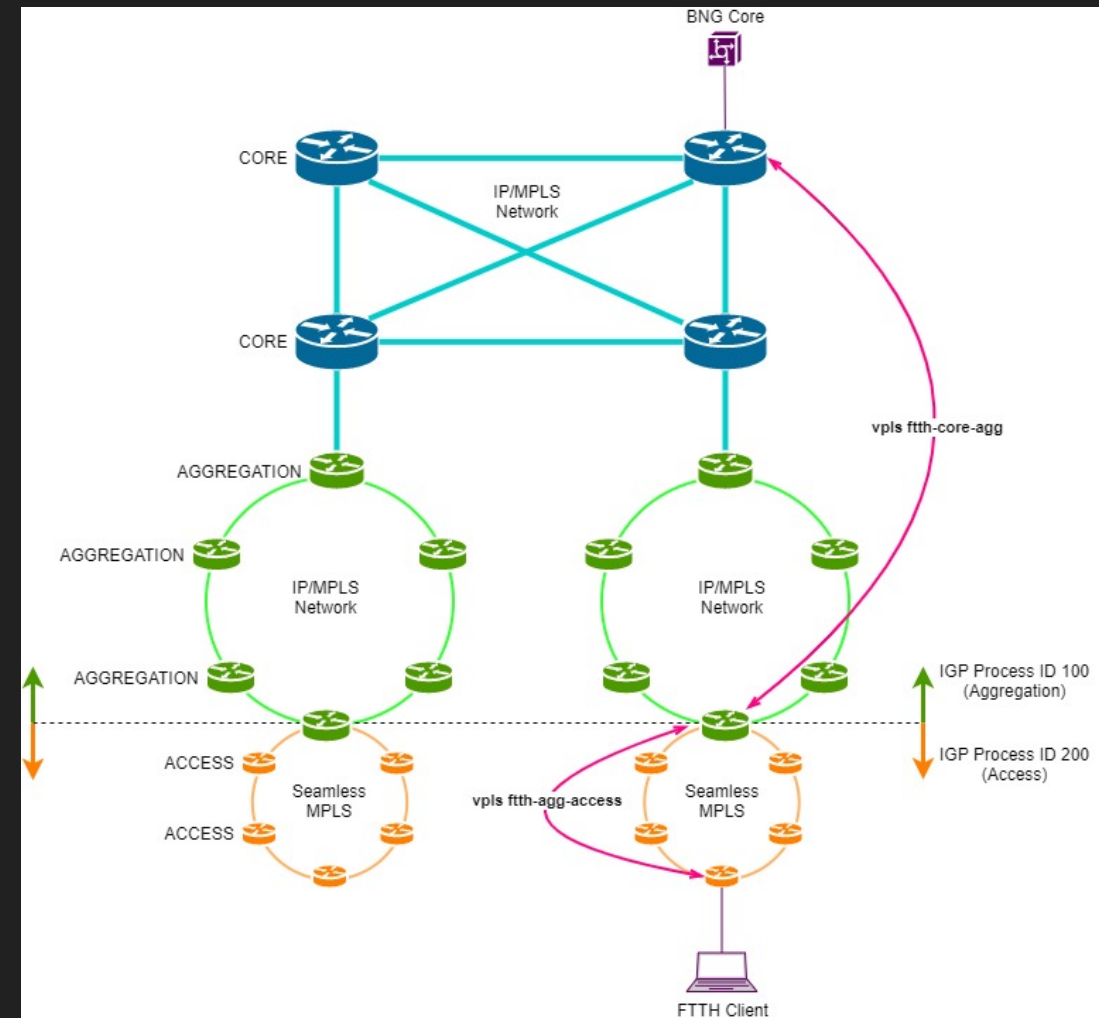 BNG Core
CORE
IP/MPLS
Network
CORE
vpls ftth-core-agg
AGGREGATION
AGGREGATION
IP/MPLS
Network
IP/MPLS
Network
AGGREGATION
IGP Process ID 100
(Aggregation)
ACCESS
IGP Process ID 200
(Access)
Seamless
MPLS
vpls ftth-agg-access
Seamless
MPLS
ACCESS
FTTH Client